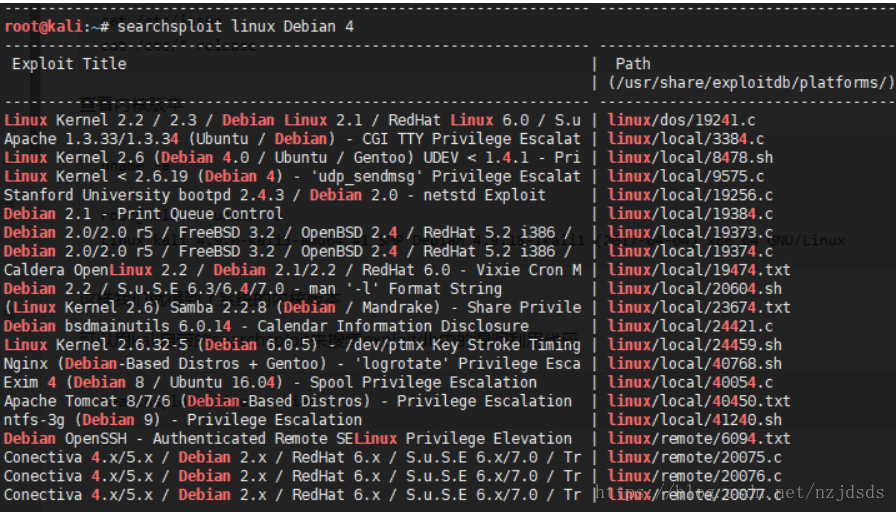 root@kali:~# searchsploit linux Debian 4
Exploit Title | Path
| (/usr/share/exploitdb/platforms/)
Linux Kernel 2.2 / 2.3 / Debian Linux 2.1 / RedHat Linux 6.0 / S.u | linux/dos/19241.c
Apache 1.3.33/1.3.34 (Ubuntu / Debian) - CGI TTY Privilege Escalat | linux/local/3384.c
Linux Kernel 2.6 (Debian 4.0 / Ubuntu / Gentoo) UDEV < 1.4.1 - Pri | linux/local/8478.sh
Linux Kernel < 2.6.19 (Debian 4) - 'udp_sendmsg' Privilege Escalat | linux/local/9575.c
Stanford University bootpd 2.4.3 / Debian 2.0 - netstd Exploit | linux/local/19256.c
Debian 2.1 - Print Queue Control | linux/local/19384.c
Debian 2.0/2.0 r5 / FreeBSD 3.2 / OpenBSD 2.4 / RedHat 5.2 i386 / | linux/local/19373.c
Debian 2.0/2.0 r5 / FreeBSD 3.2 / OpenBSD 2.4 / RedHat 5.2 i386 / | linux/local/19374.c
Caldera OpenLinux 2.2 / Debian 2.1/2.2 / RedHat 6.0 - Vixie Cron M | linux/local/19474.txt
Debian 2.2 / S.u.S.E 6.3/6.4/7.0 - man '-l' Format String | linux/local/20604.sh
(Linux Kernel 2.6) Samba 2.2.8 (Debian / Mandrake) - Share Privile | linux/local/23674.txt
Debian bsdmainutils 6.0.14 - Calendar Information Disclosure | linux/local/24421.c
Linux Kernel 2.6.32-5 (Debian 6.0.5) - /dev/ptmx Key Stroke Timing | linux/local/24459.sh
Nginx (Debian-Based Distros + Gentoo) - 'logrotate' Privilege Esca | linux/local/40768.sh
Exim 4 (Debian 8 / Ubuntu 16.04) - Spool Privilege Escalation | linux/local/40054.c
Apache Tomcat 8/7/6 (Debian-Based Distros) - Privilege Escalation | linux/local/40450.txt
ntfs-3g (Debian 9) - Privilege Escalation | linux/local/41240.sh
Debian OpenSSH - Authenticated Remote SELinux Privilege Elevation | linux/remote/6094.txt
Conectiva 4.x/5.x / Debian 2.x / RedHat 6.x / S.u.S.E 6.x/7.0 / Tr | linux/remote/20075.c
Conectiva 4.x/5.x / Debian 2.x / RedHat 6.x / S.u.S.E 6.x/7.0 / Tr | linux/remote/20076.c
Conectiva 4.x/5.x / Debian 2.x / RedHat 6.x / S.u.S.E 6.x/7.0 / Tr | linux/remote/20077.c